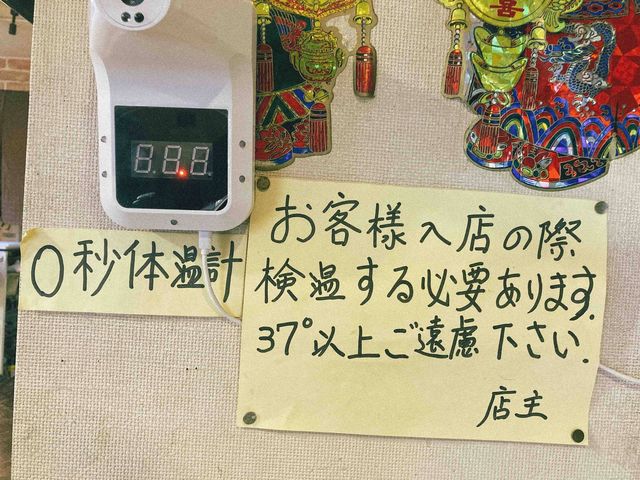 喜
0秒体温計
お客様入店の際
検温する必要あります.
37°以上ご遠慮下さい.
店主